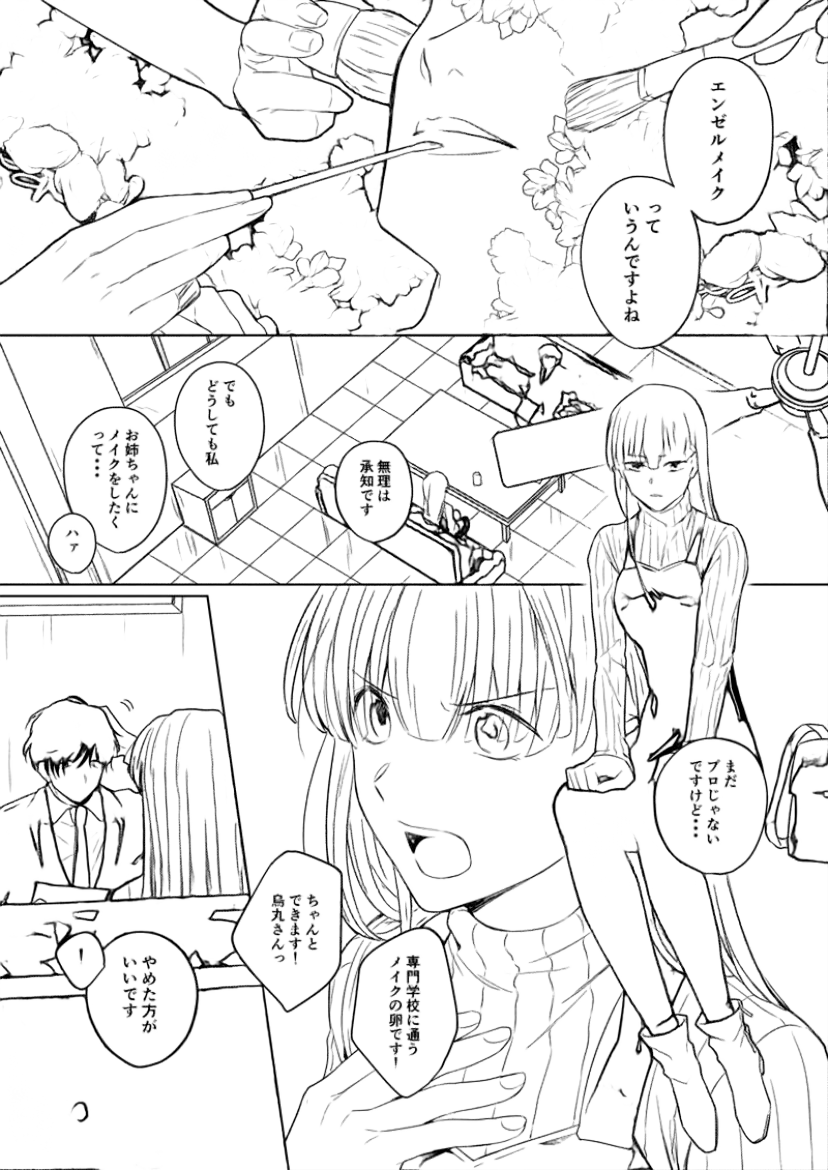 エンゼルメイク
って
いうんですよね
無理は
承知です
でも
どうしても私
お姉ちゃんに
メイクをしたく
って・・・
ハァ
まだ
プロじゃない
ですけど・・・
専門学校に通う
メイクの卵です!
ちゃんと
できます!
烏丸さんっ
やめた方が
いいです
!